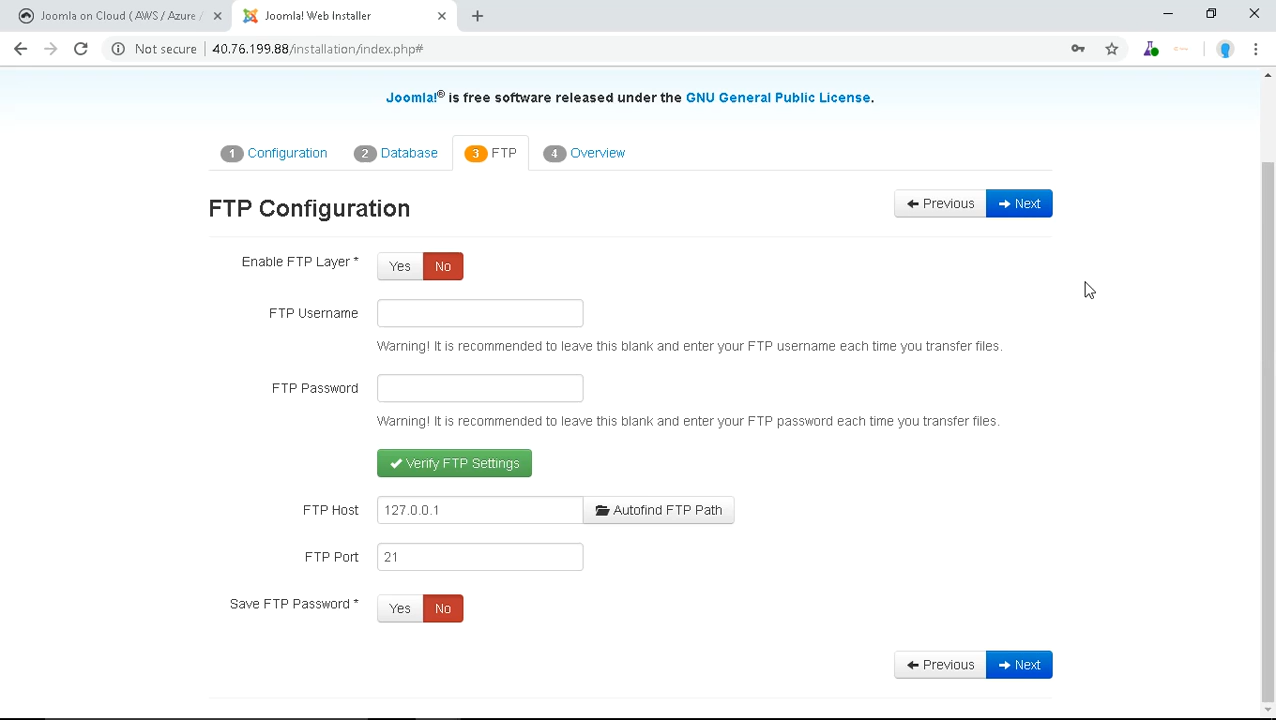 Joomla on Cloud ( AWS / Azure /
Joomla! Web Installer
Not secure 40.76.199.88/installation/index.php#
Joomla!® is free software released under the GNU General Public License.
1 Configuration 2 Database 3 FTP 4 Overview
FTP Configuration
Previous Next
Enable FTP Layer * Yes No
FTP Username
Warning! It is recommended to leave this blank and enter your FTP username each time you transfer files.
FTP Password
Warning! It is recommended to leave this blank and enter your FTP password each time you transfer files.
Verify FTP Settings
FTP Host 127.0.0.1 Autofind FTP Path
FTP Port 21
Save FTP Password * Yes No
Previous Next